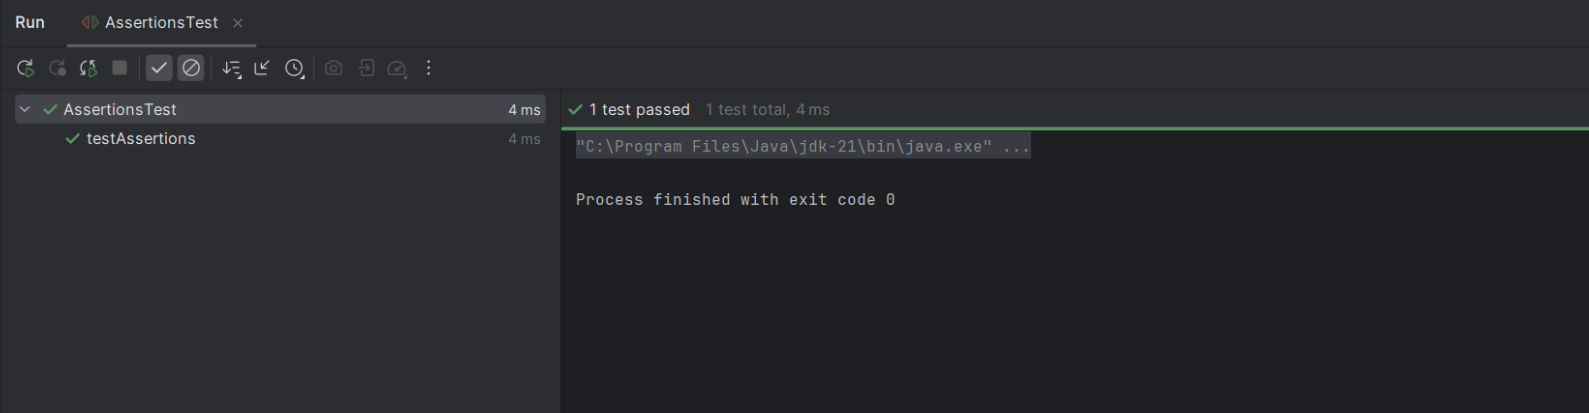 Run AssertionsTest
AssertionsTest 4 ms
testAssertions 4 ms
1 test passed 1 test total, 4 ms
"C:\Program Files\Java\jdk-21\bin\java.exe" ...
Process finished with exit code 0